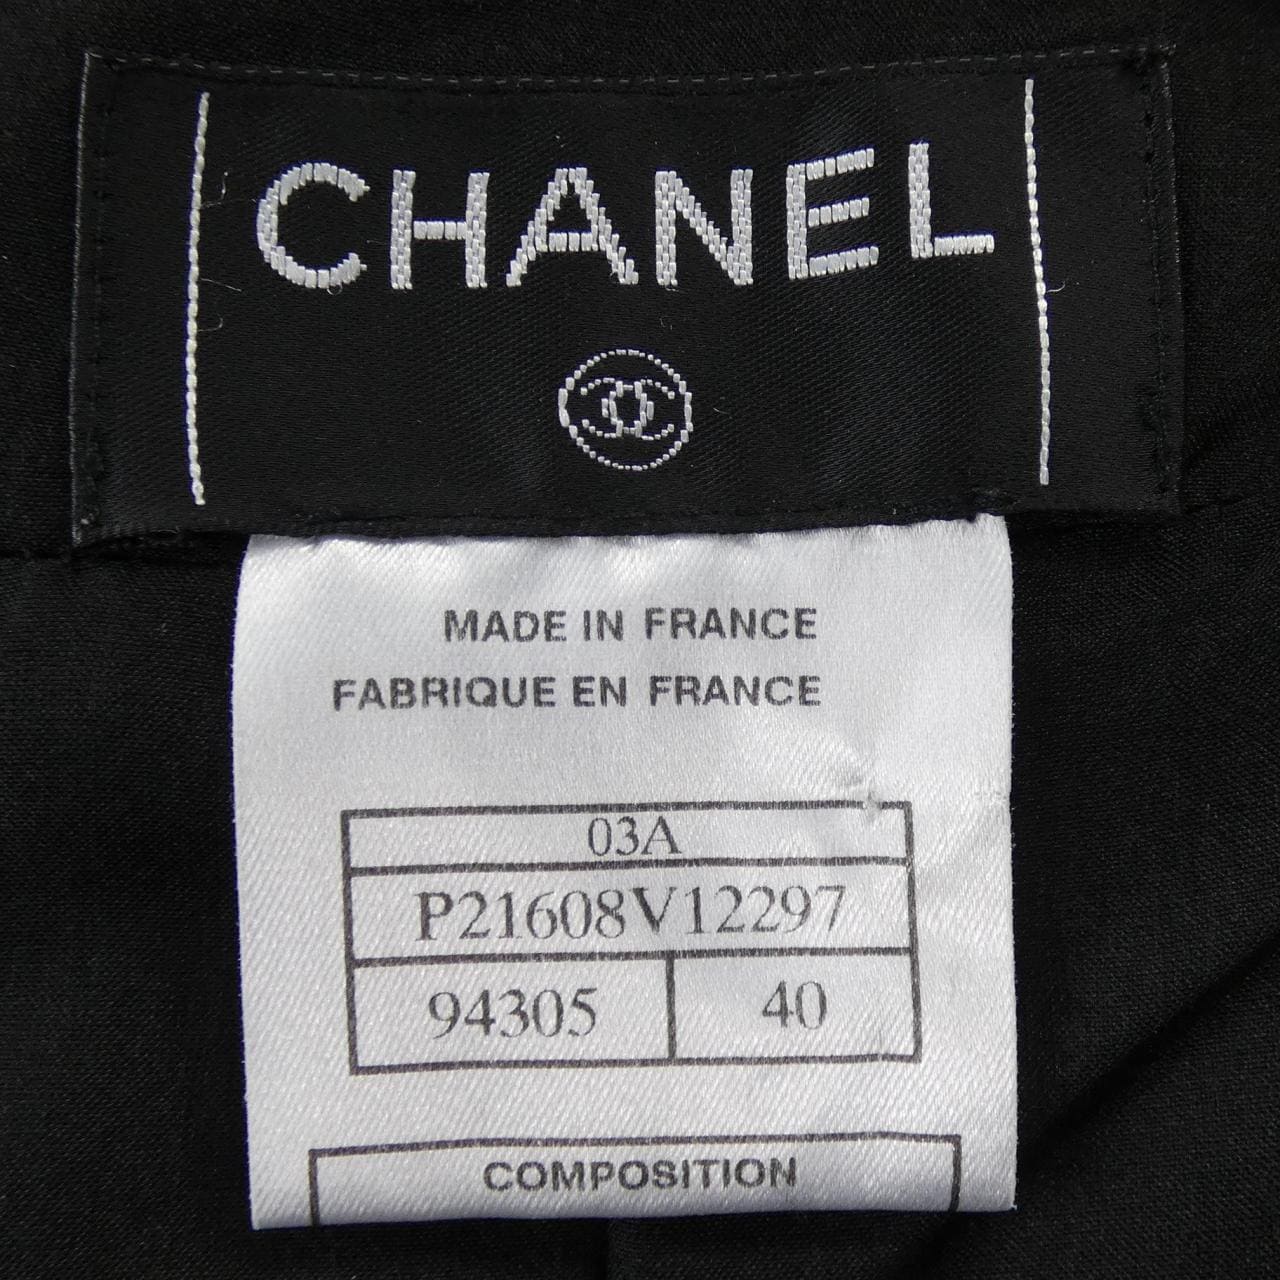 CHANEL
MADE IN FRANCE
FABRIQUE EN FRANCE
03A
P21608V12297
94305 40
COMPOSITION